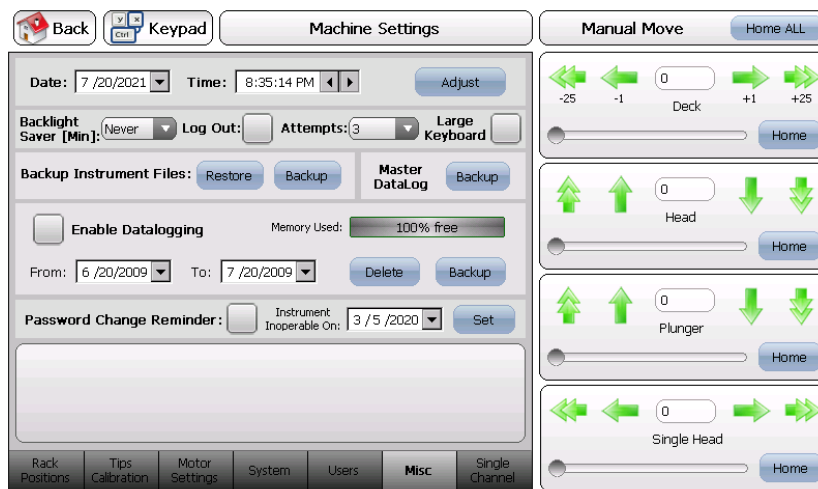 Back
Y
X
Ctrl
Keypad
Machine Settings
Manual Move
Home ALL
Date: 7 /20/2021
Time: 8:35:14 PM
Adjust
Backlight
Saver [Min]:
Never
Log Out:
Attempts:
3
Large
Keyboard
Backup Instrument Files:
Restore
Backup
Master
DataLog
Backup
Enable Datalogging
Memory Used:
100% free
From: 6 /20/2009
To: 7 /20/2009
Delete
Backup
Password Change Reminder:
Instrument
Inoperable On:
3 / 5 /2020
Set
Rack
Positions
Tips
Calibration
Motor
Settings
System
Users
Misc
Single
Channel
0
-25
-1
Deck
+1
+25
Home
0
Head
Home
0
Plunger
Home
0
Single Head
Home